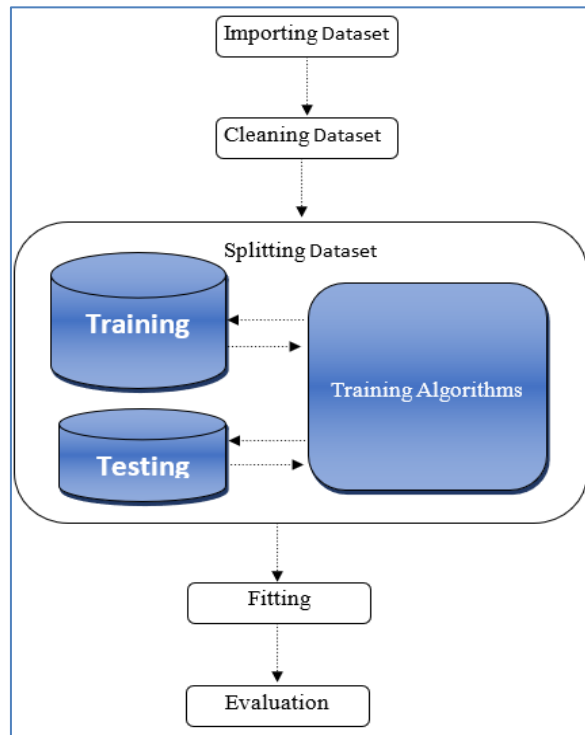 Importing Dataset
Cleaning Dataset
Splitting Dataset
Training
Training Algorithms
Testing
Fitting
Evaluation